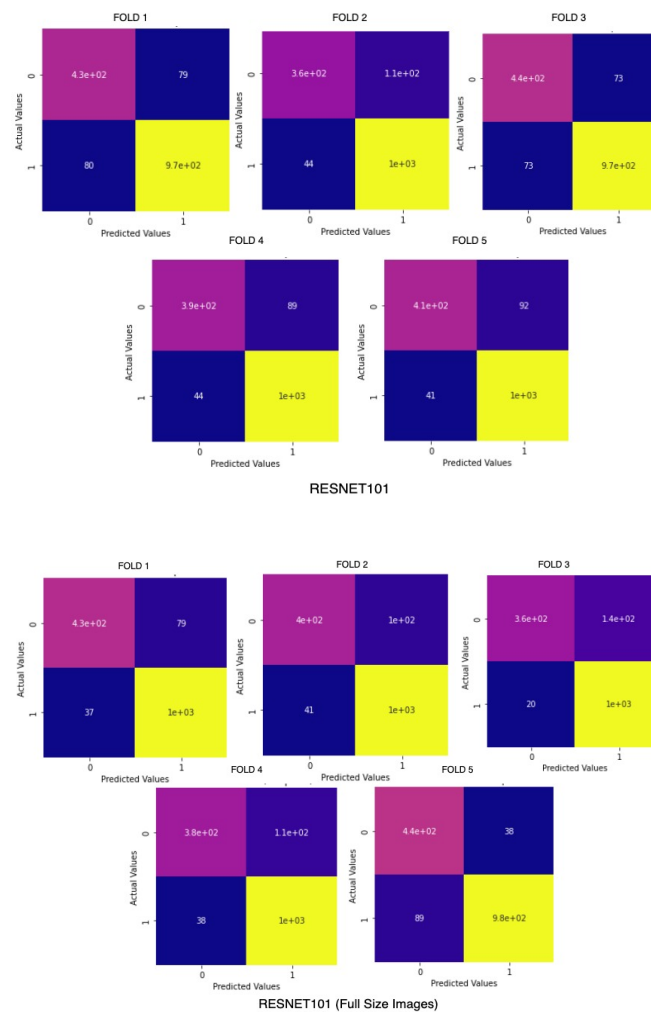 FOLD 1 FOLD 2 FOLD 3
Actual Values 0 1 4.3e+02 79 80 9.7e+02 0 1 Predicted Values
Actual Values 0 1 3.6e+02 1.1e+02 44 1e+03 0 1 Predicted Values
Actual Values 0 1 4.4e+02 73 73 9.7e+02 0 1 Predicted Values
FOLD 4 FOLD 5
Actual Values 0 1 3.9e+02 89 44 1e+03 0 1 Predicted Values
Actual Values 0 1 4.1e+02 92 41 1e+03 0 1 Predicted Values
RESNET101
FOLD 1 FOLD 2 FOLD 3
Actual Values 0 1 4.3e+02 79 37 1e+03 0 1 Predicted Values
Actual Values 0 1 4e+02 1e+02 41 1e+03 0 1 Predicted Values
Actual Values 0 1 3.6e+02 1.4e+02 20 1e+03 0 1 Predicted Values
FOLD 4 FOLD 5
Actual Values 0 1 3.8e+02 1.1e+02 38 1e+03 0 1 Predicted Values
Actual Values 0 1 4.4e+02 38 89 9.8e+02 0 1 Predicted Values
RESNET101 (Full Size Images)